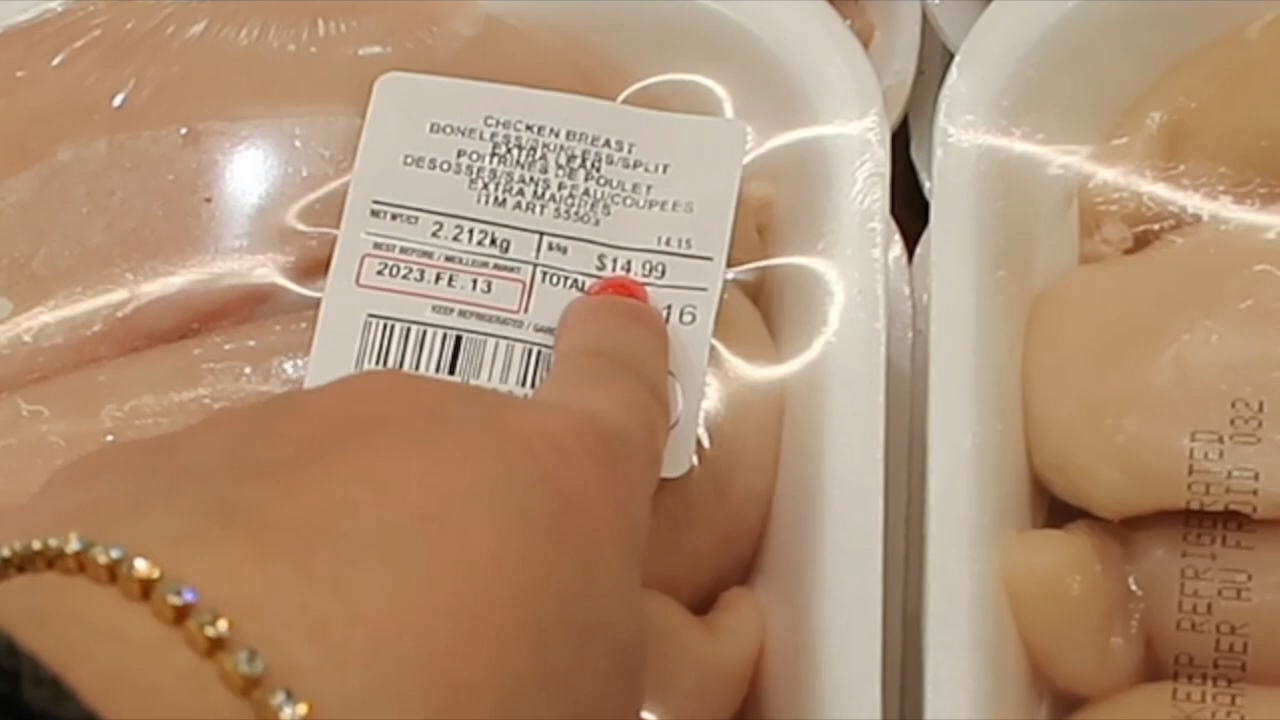 CHICKEN BREAST
BONELESS/SKINLESS/SPLIT
EXTRA LEAN
POITRINES DE POULET
DESOSSES/SANS PEAU/COUPEES
EXTRA MAIGRES
ITM ART 55503
NET WT/CT 2.212kg $/kg 14.15 $14.99
BEST BEFORE / MEILLEUR AVANT
2023.FE.13 TOTAL 16
KEEP REFRIGERATED /
KEEP REFRIGERATED
GARDER AU FROID 032